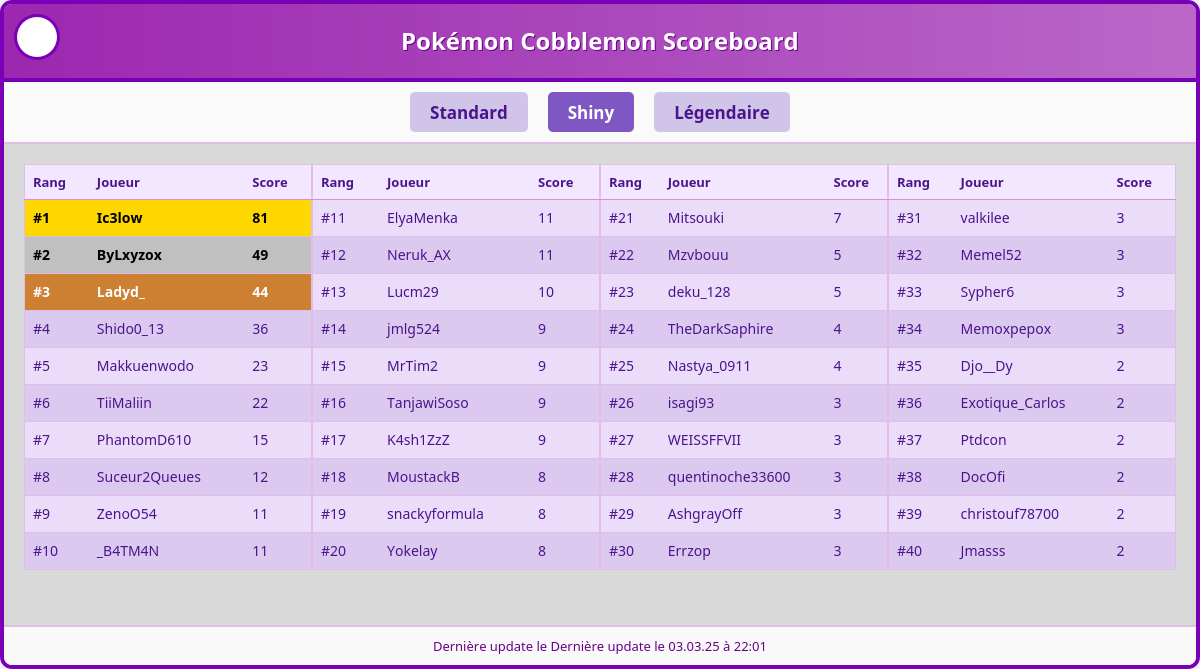 Pokémon Cobblemon Scoreboard
Standard Shiny Légendaire
Rang Joueur Score Rang Joueur Score Rang Joueur Score Rang Joueur Score
#1 Ic3low 81 #11 ElyaMenka 11 #21 Mitsouki 7 #31 valkilee 3
#2 ByLxyzox 49 #12 Neruk_AX 11 #22 Mzvbouu 5 #32 Memel52 3
#3 Ladyd_ 44 #13 Lucm29 10 #23 deku_128 5 #33 Sypher6 3
#4 Shido0_13 36 #14 jmlg524 9 #24 TheDarkSaphire 4 #34 Memoxpepox 3
#5 Makkuenwodo 23 #15 MrTim2 9 #25 Nastya_0911 4 #35 Djo__Dy 2
#6 TiiMaliin 22 #16 TanjawiSoso 9 #26 isagi93 3 #36 Exotique_Carlos 2
#7 PhantomD610 15 #17 K4sh1ZzZ 9 #27 WEISSFFVII 3 #37 Ptdcon 2
#8 Suceur2Queues 12 #18 MoustackB 8 #28 quentinoche33600 3 #38 DocOfi 2
#9 ZenoO54 11 #19 snackyformula 8 #29 AshgrayOff 3 #39 christouf78700 2
#10 _B4TM4N 11 #20 Yokelay 8 #30 Errzop 3 #40 Jmasss 2
Dernière update le Dernière update le 03.03.25 à 22:01